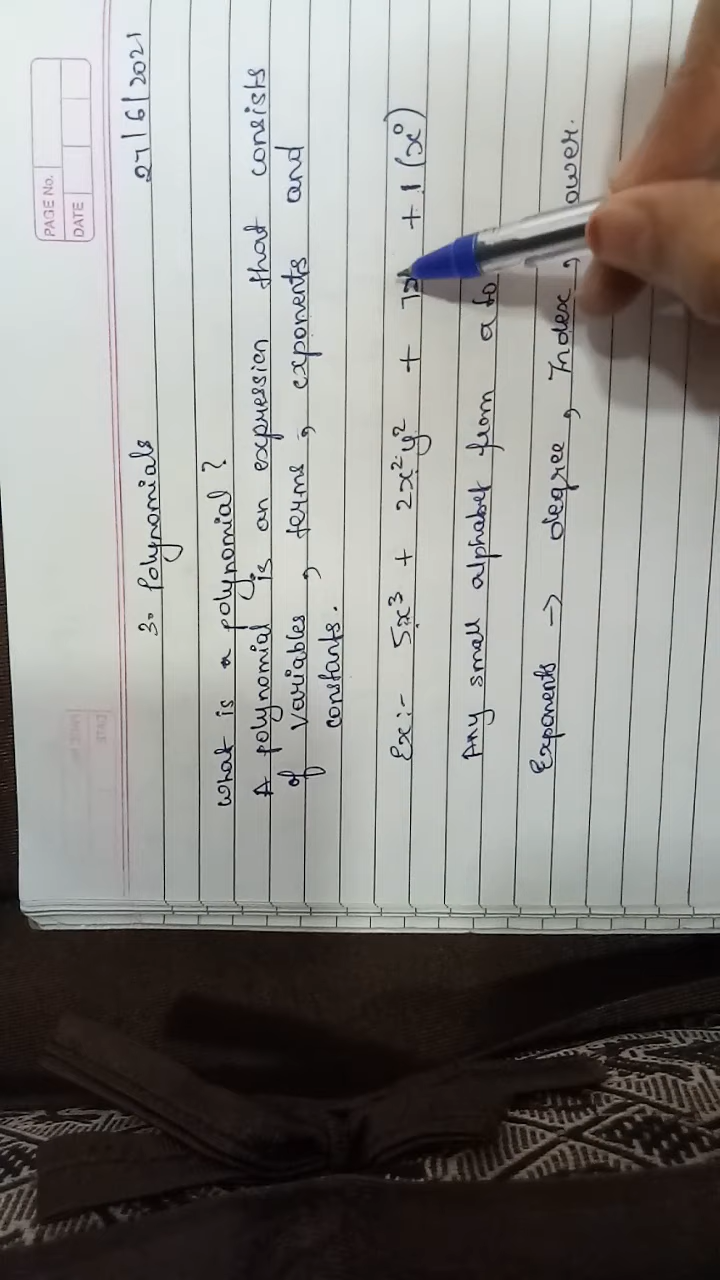 PAGE No.
DATE
27/6/2021
3. Polynomials
What is a polynomial?
A polynomial is an expression that consists
of variables, terms, exponents and
constants.
Ex:- 5x³ + 2x²y² + 7 + 1 (x⁰)
Any small alphabet from a to
Exponents → degree, Index,